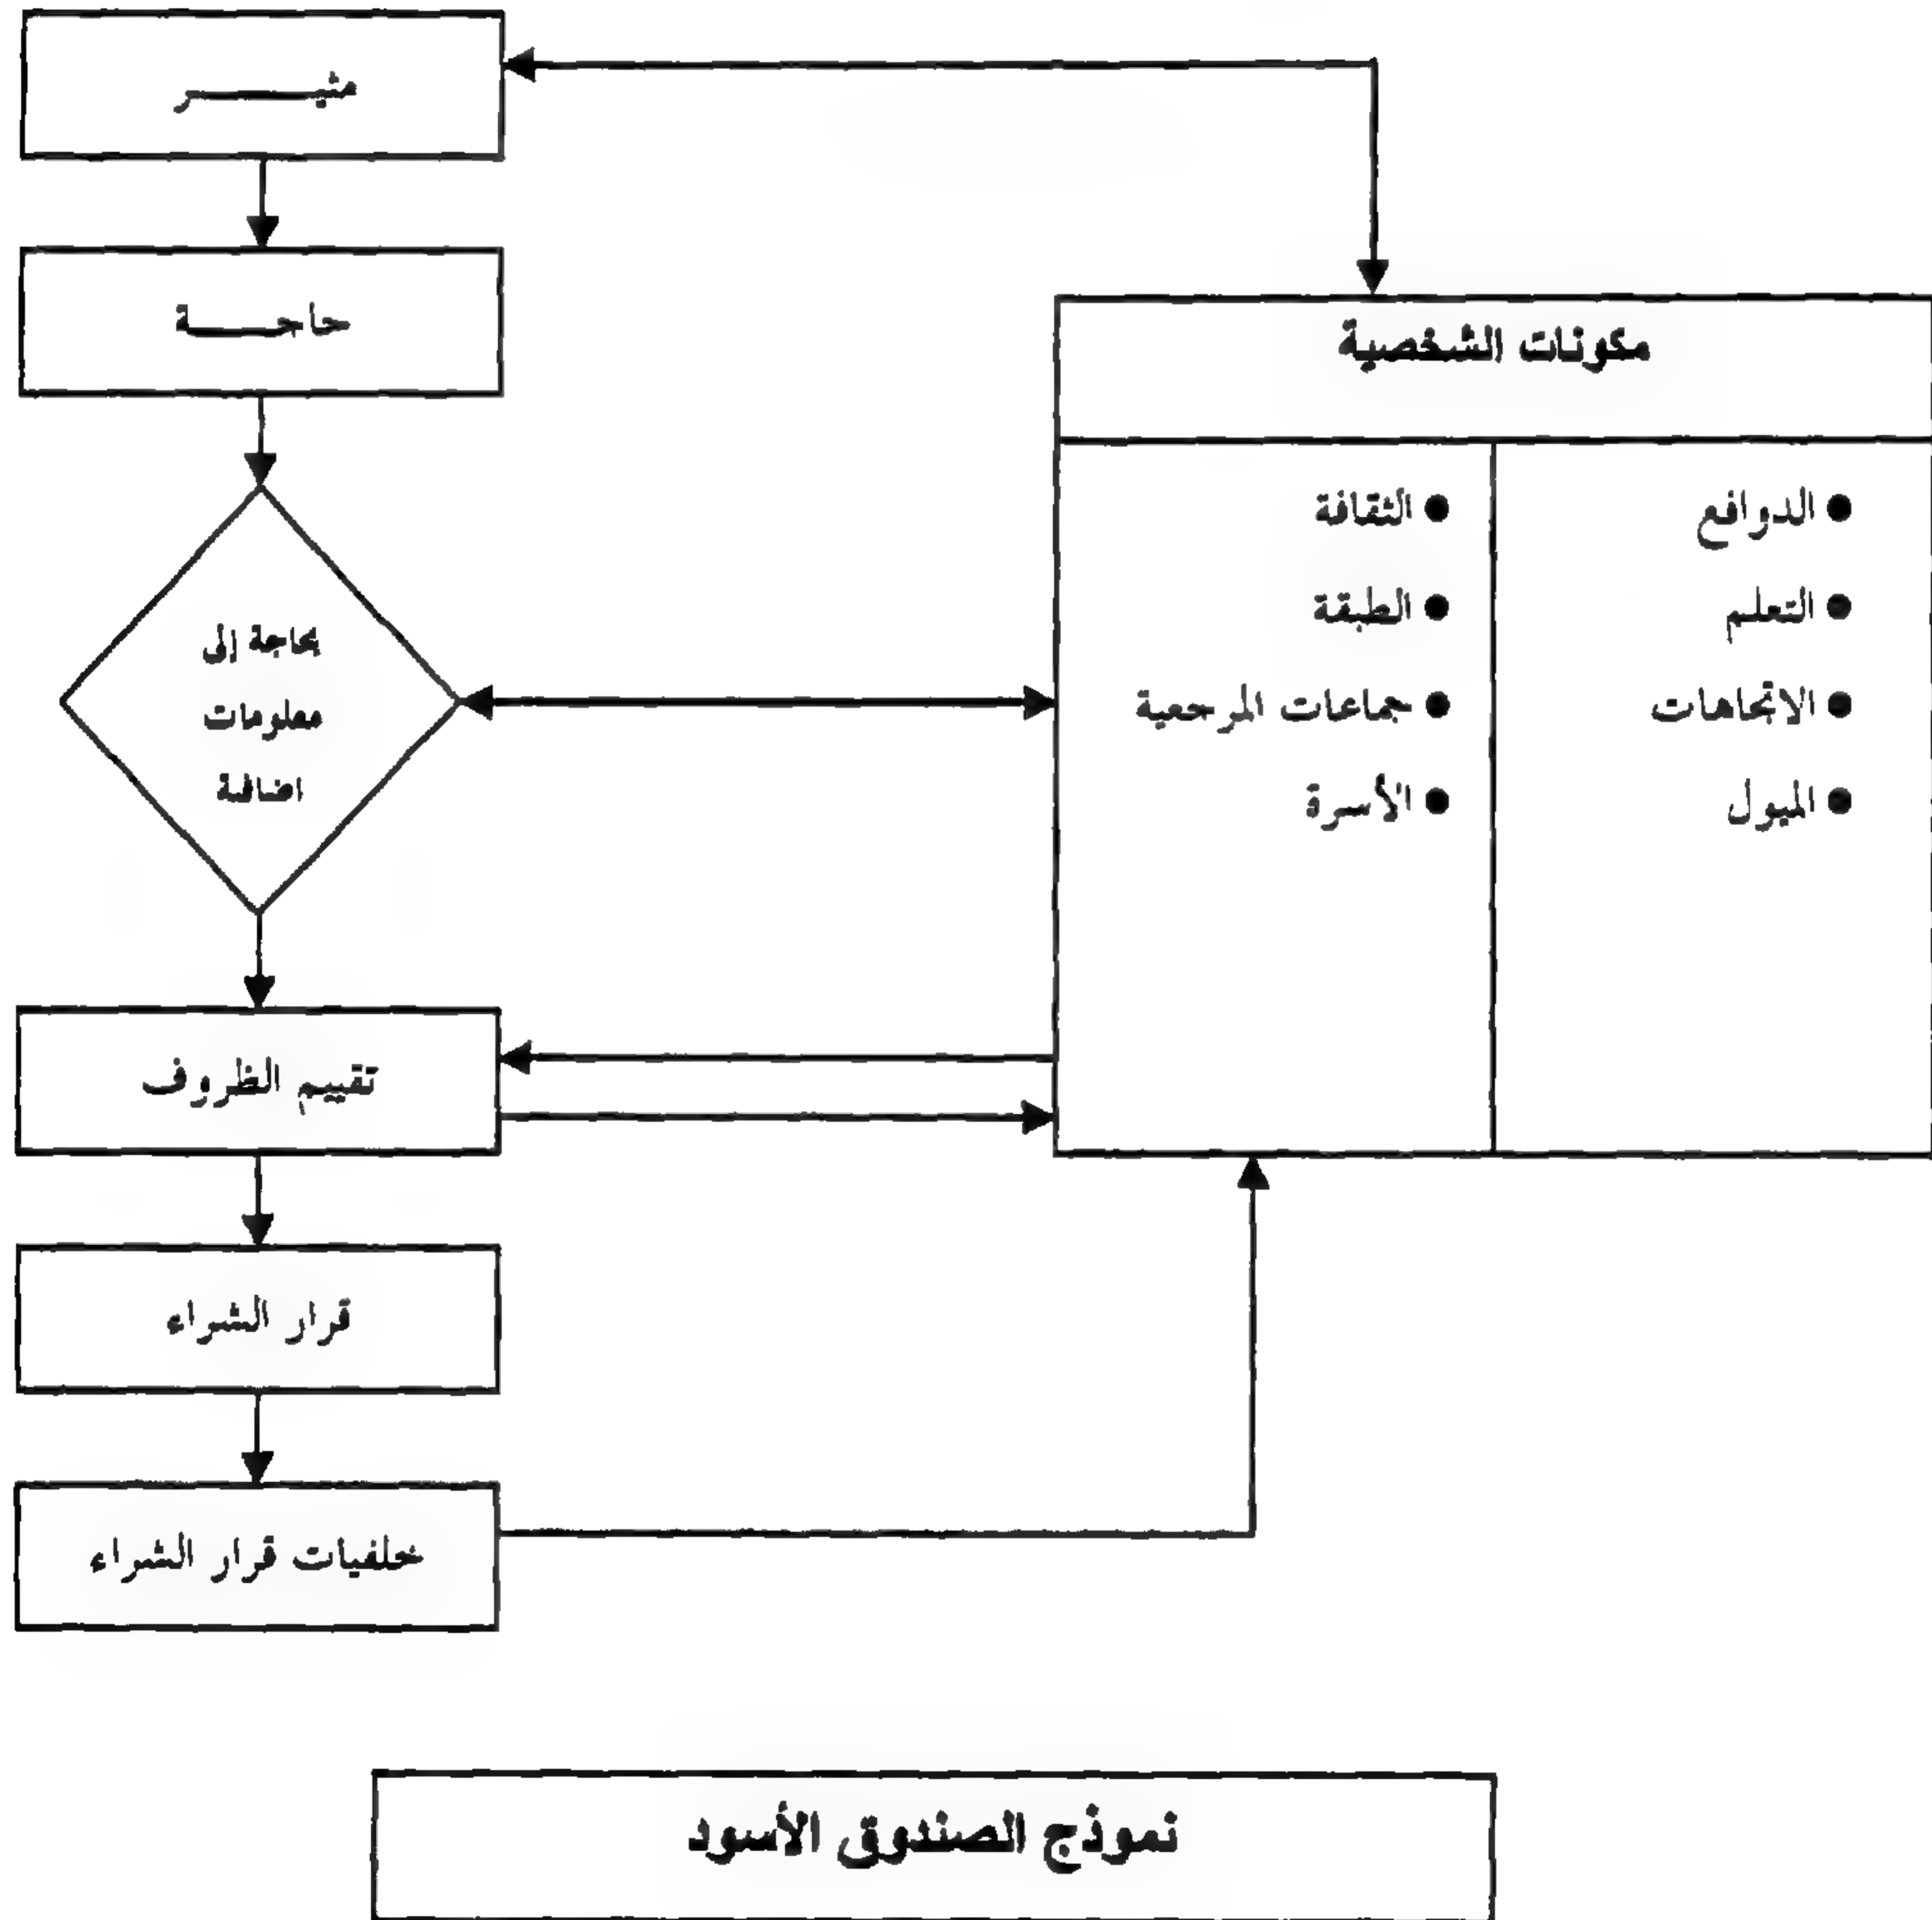 مثيـــــر
حاجـــــة
بحاجة إلى
معلومات
اضافة
تقييم الظروف
قرار الشراء
خلفيات قرار الشراء
مكونات الشخصية
● الدوافع
● التعلم
● الاتجاهات
● الميول
● الثقافة
● الطبقة
● جماعات المرجعية
● الأسرة
نموذج الصندوق الأسود